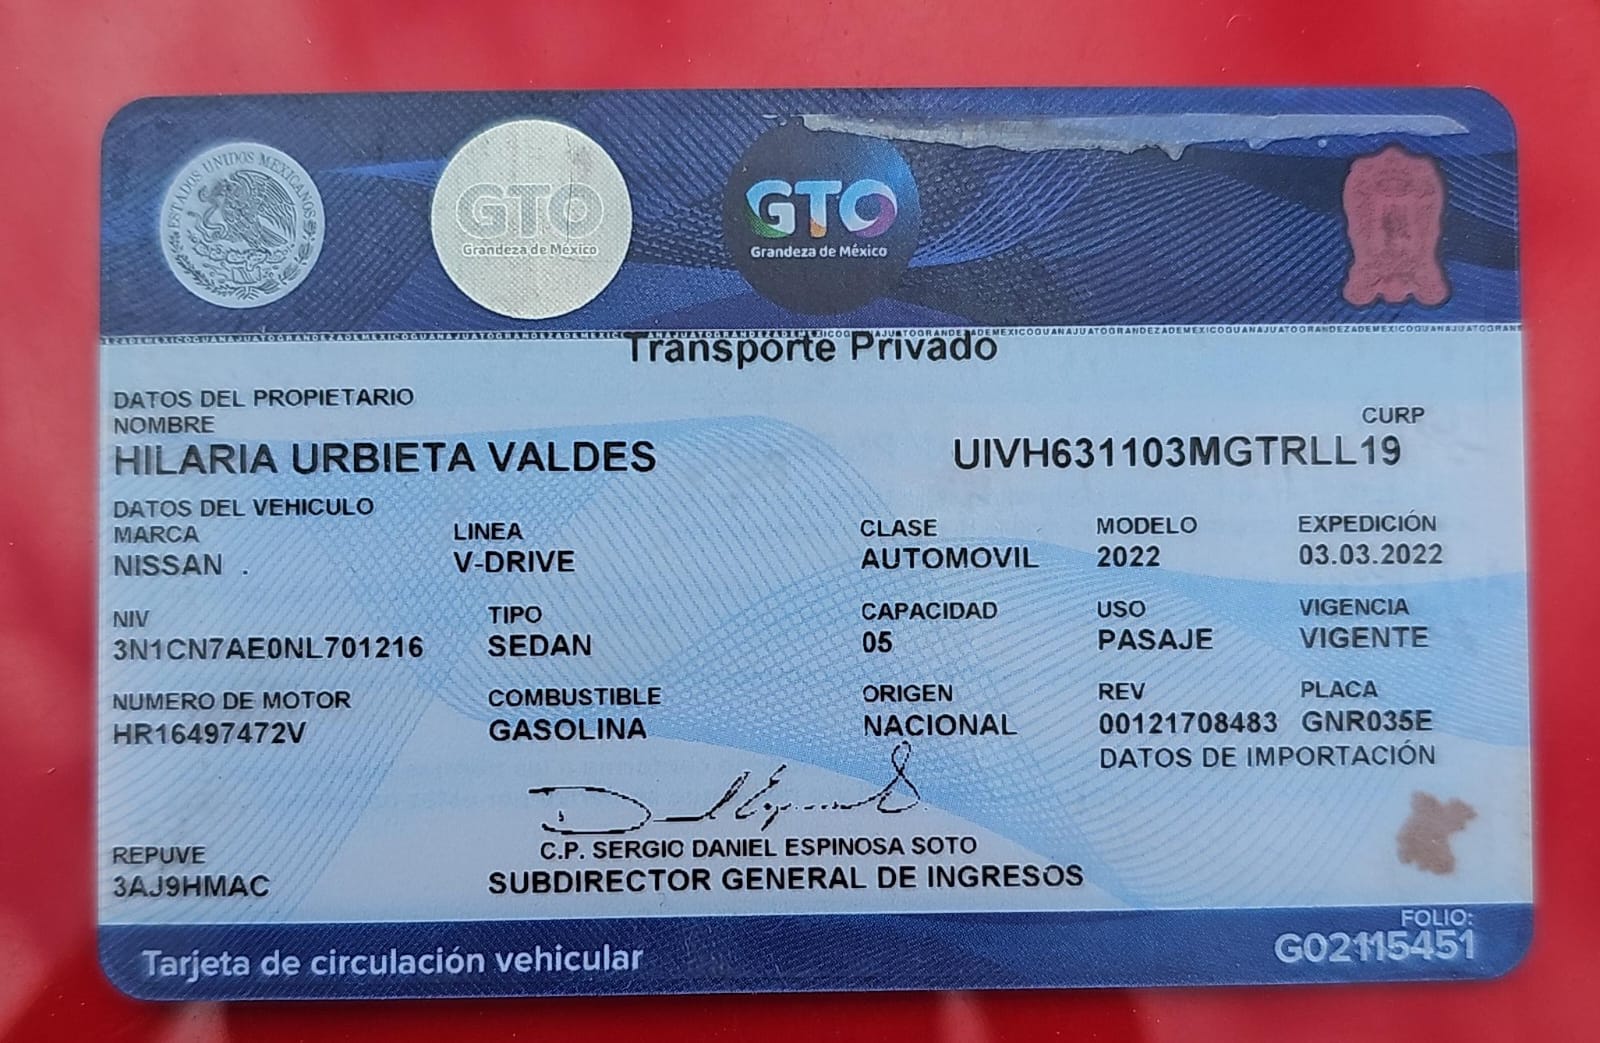 ESTADOS UNIDOS MEXICANOS
GTO
Grandeza de México
GTO
Grandeza de México
Transporte Privado
DATOS DEL PROPIETARIO
NOMBRE CURP
HILARIA URBIETA VALDES UIVH631103MGTRLL19
DATOS DEL VEHICULO
MARCA LINEA CLASE MODELO EXPEDICIÓN
NISSAN . V-DRIVE AUTOMOVIL 2022 03.03.2022
NIV TIPO CAPACIDAD USO VIGENCIA
3N1CN7AE0NL701216 SEDAN 05 PASAJE VIGENTE
NUMERO DE MOTOR COMBUSTIBLE ORIGEN REV PLACA
HR16497472V GASOLINA NACIONAL 00121708483 GNR035E
DATOS DE IMPORTACIÓN
C.P. SERGIO DANIEL ESPINOSA SOTO
REPUVE SUBDIRECTOR GENERAL DE INGRESOS
3AJ9HMAC
FOLIO:
Tarjeta de circulación vehicular G02115451